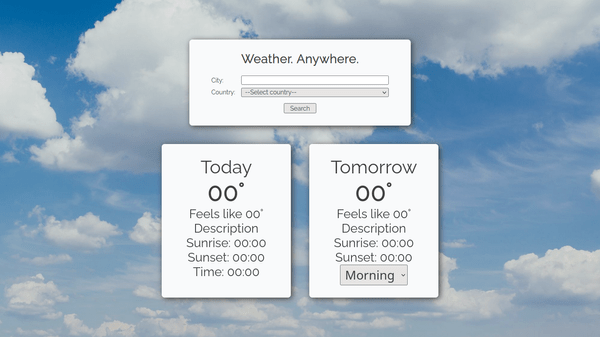 Weather. Anywhere.
City:
Country: --Select country--
Search
Today
00°
Feels like 00°
Description
Sunrise: 00:00
Sunset: 00:00
Time: 00:00
Tomorrow
00°
Feels like 00°
Description
Sunrise: 00:00
Sunset: 00:00
Morning